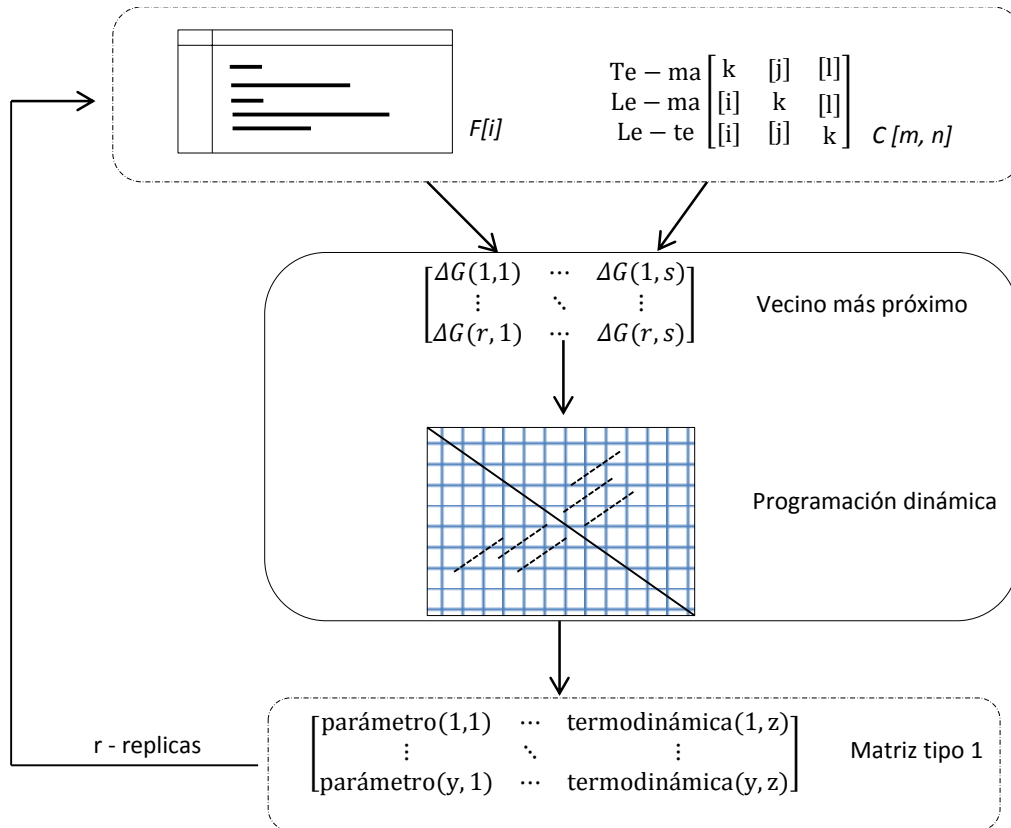 F[i]
Te – ma [k [j] [l]]
Le – ma [[i] k [l]]
Le – te [[i] [j] k]
C [m, n]
[ΔG(1,1) ⋯ ΔG(1, s)]
⋮ ⋱ ⋮
[ΔG(r, 1) ⋯ ΔG(r, s)]
Vecino más próximo
Programación dinámica
r - replicas
[parámetro(1,1) ⋯ termodinámica(1, z)]
⋮ ⋱ ⋮
[parámetro(y, 1) ⋯ termodinámica(y, z)]
Matriz tipo 1